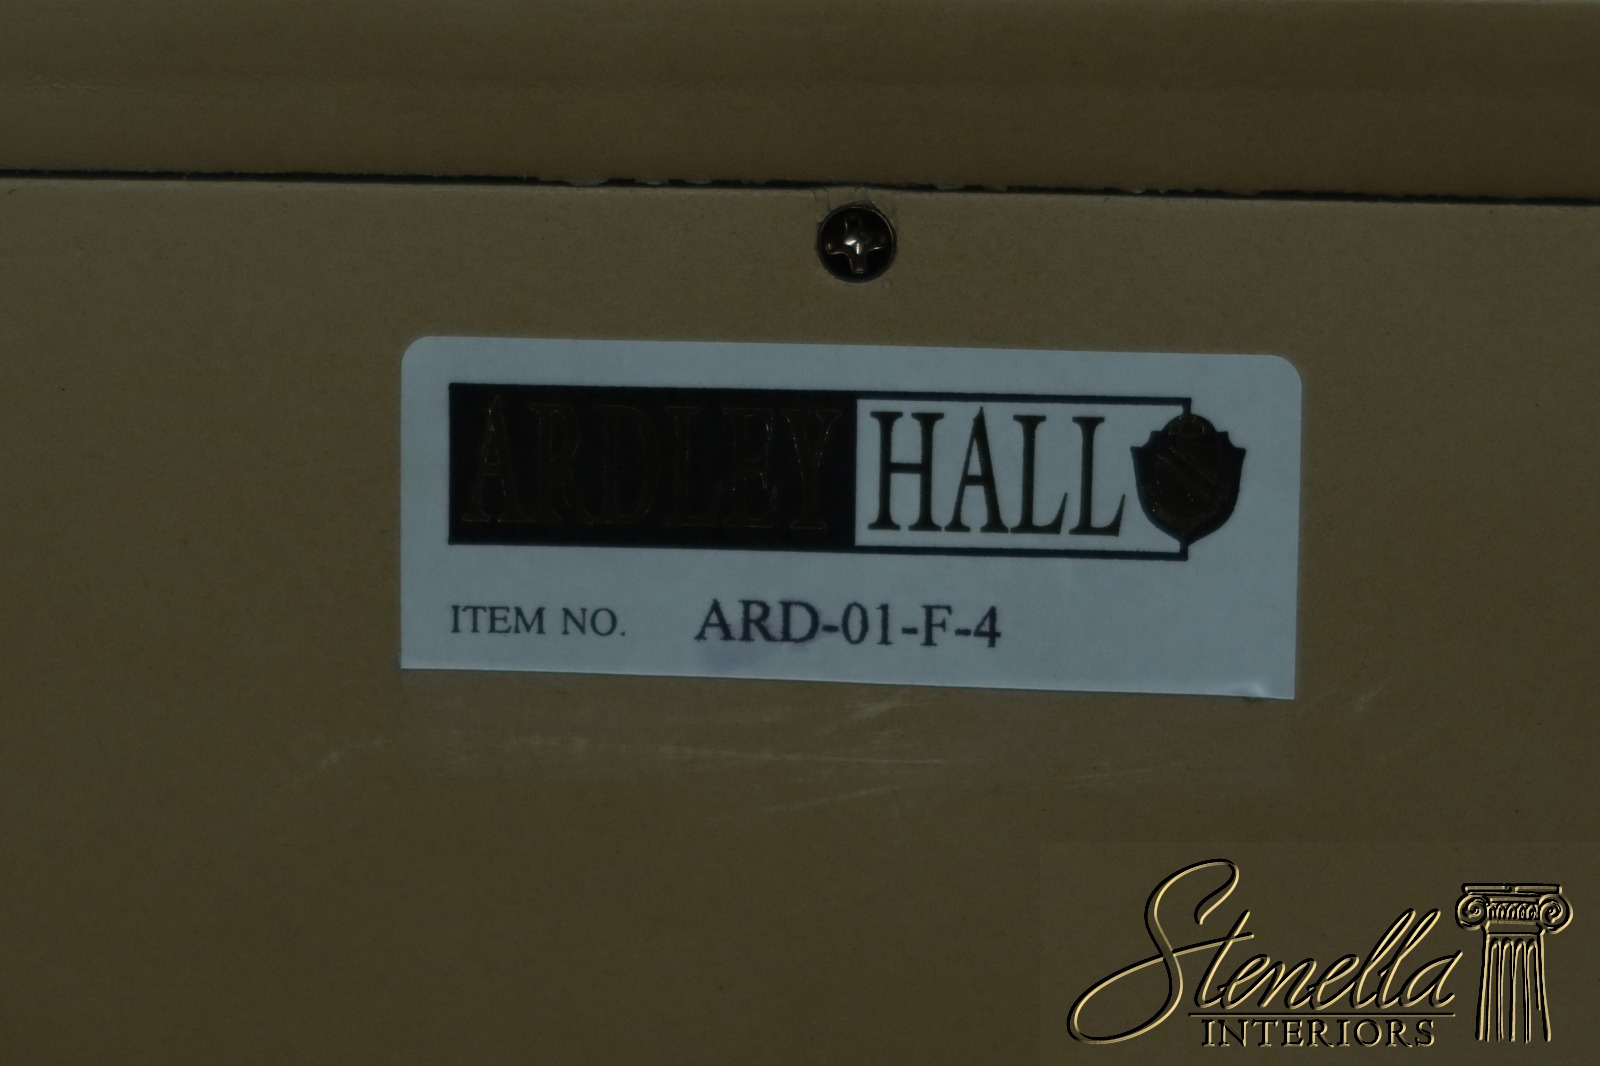 ARDLEY HALL
ITEM NO. ARD-01-F-4
Stenella
INTERIORS